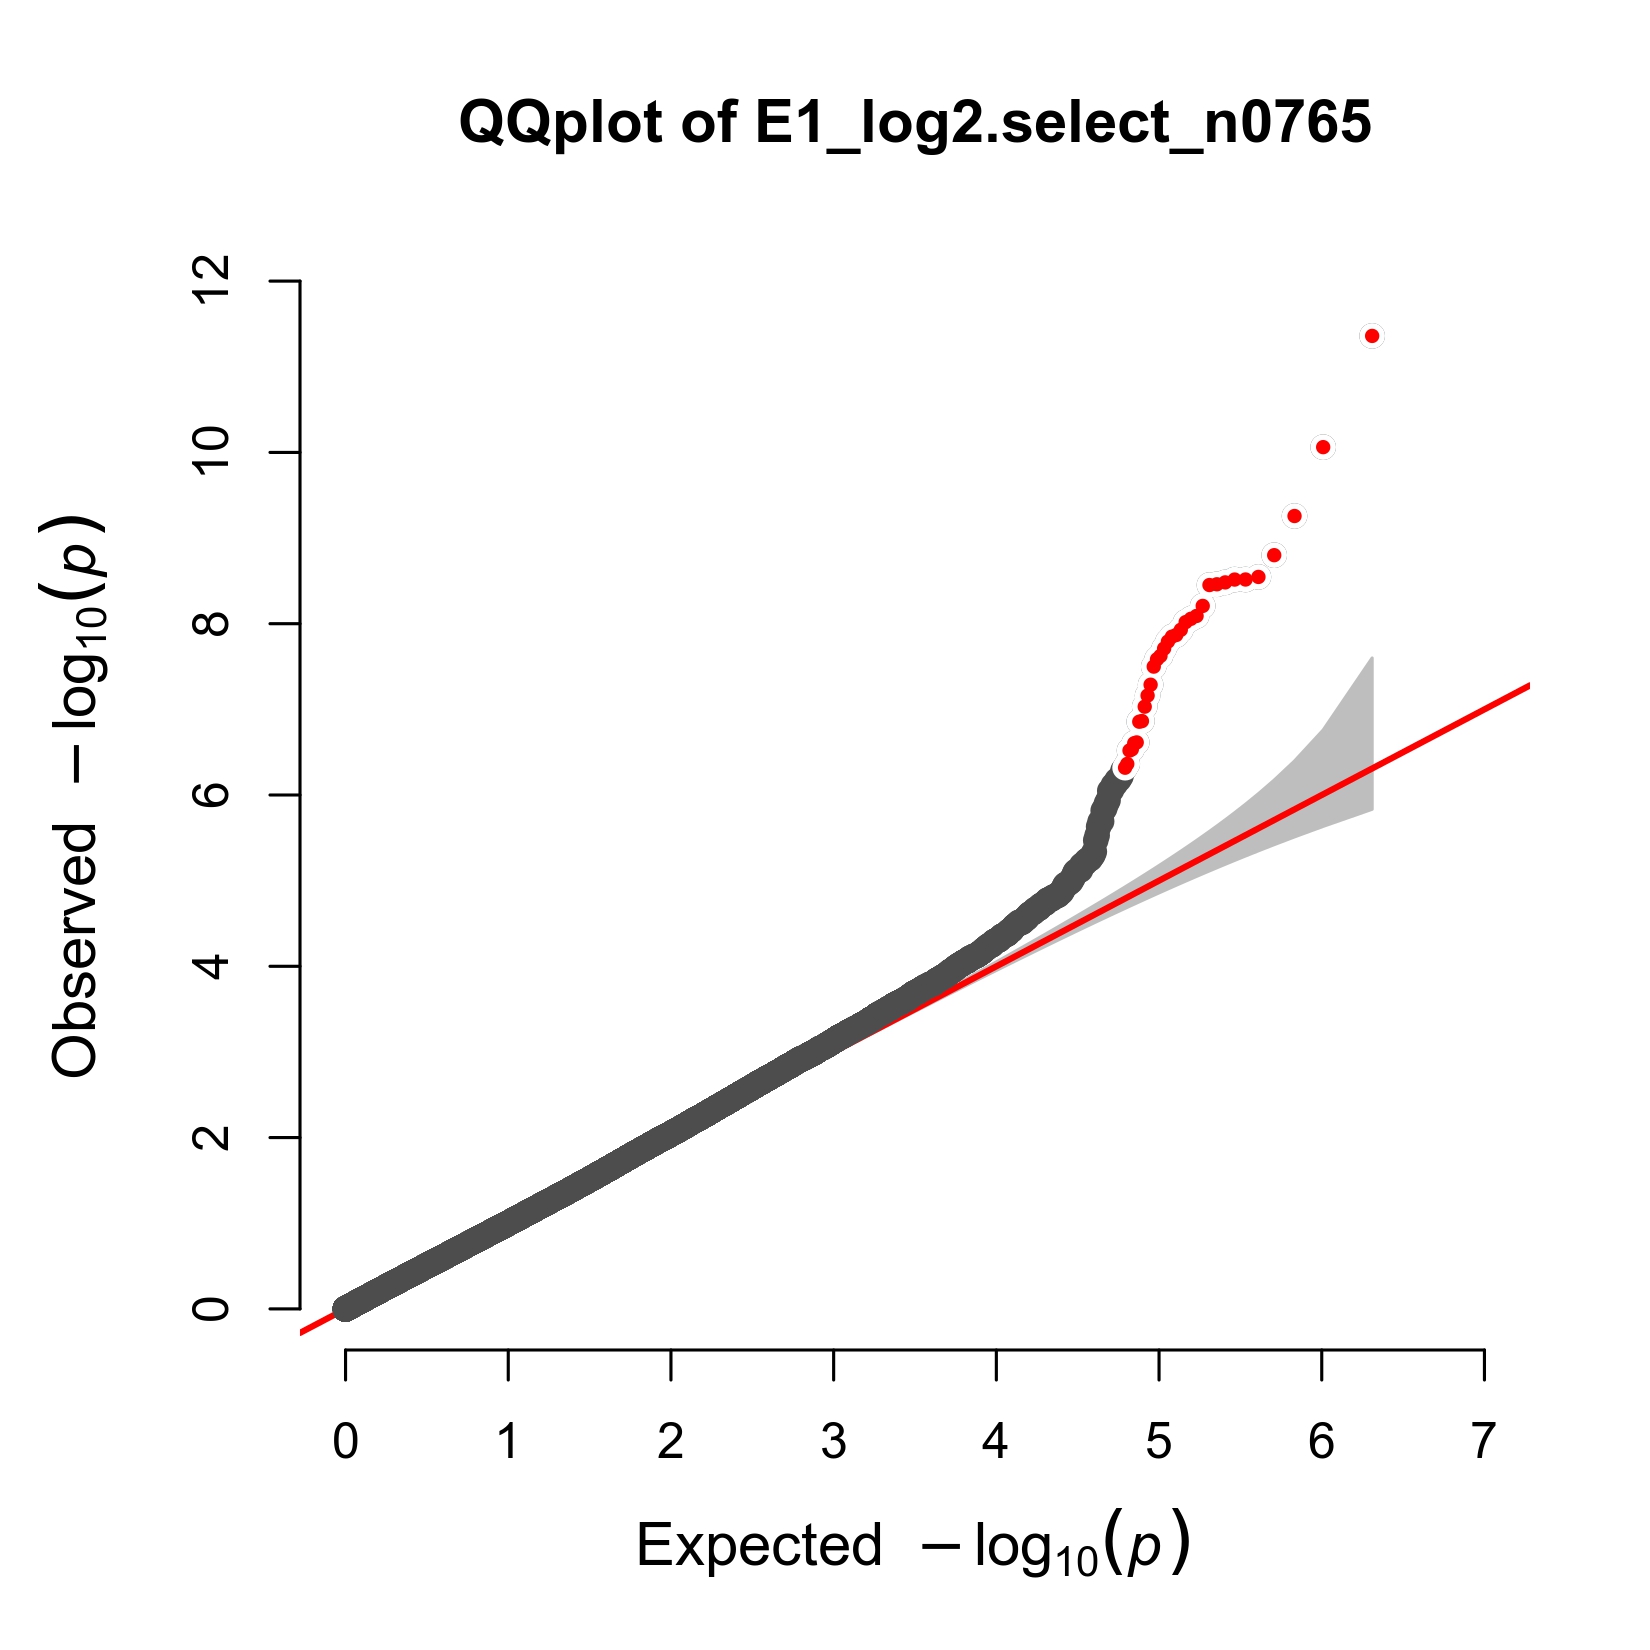 QQplot of E1_log2.select_n0765
12
10
8
6
4
2
0
Observed −log10(p)
0 1 2 3 4 5 6 7
Expected −log10(p)